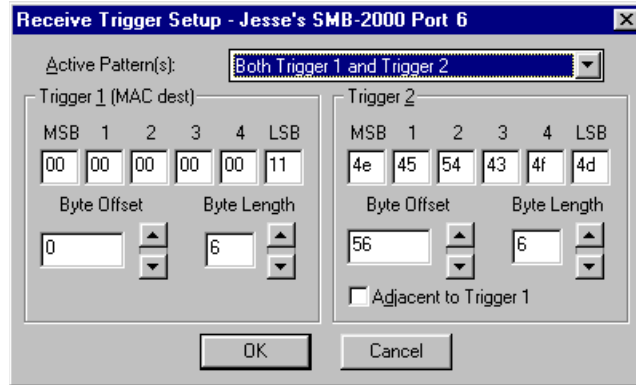 Receive Trigger Setup - Jesse's SMB-2000 Port 6
Active Pattern(s): Both Trigger 1 and Trigger 2
Trigger 1 (MAC dest)
MSB 1 2 3 4 LSB
00 00 00 00 00 11
Byte Offset Byte Length
0 6
Trigger 2
MSB 1 2 3 4 LSB
4e 45 54 43 4f 4d
Byte Offset Byte Length
56 6
Adjacent to Trigger 1
OK Cancel